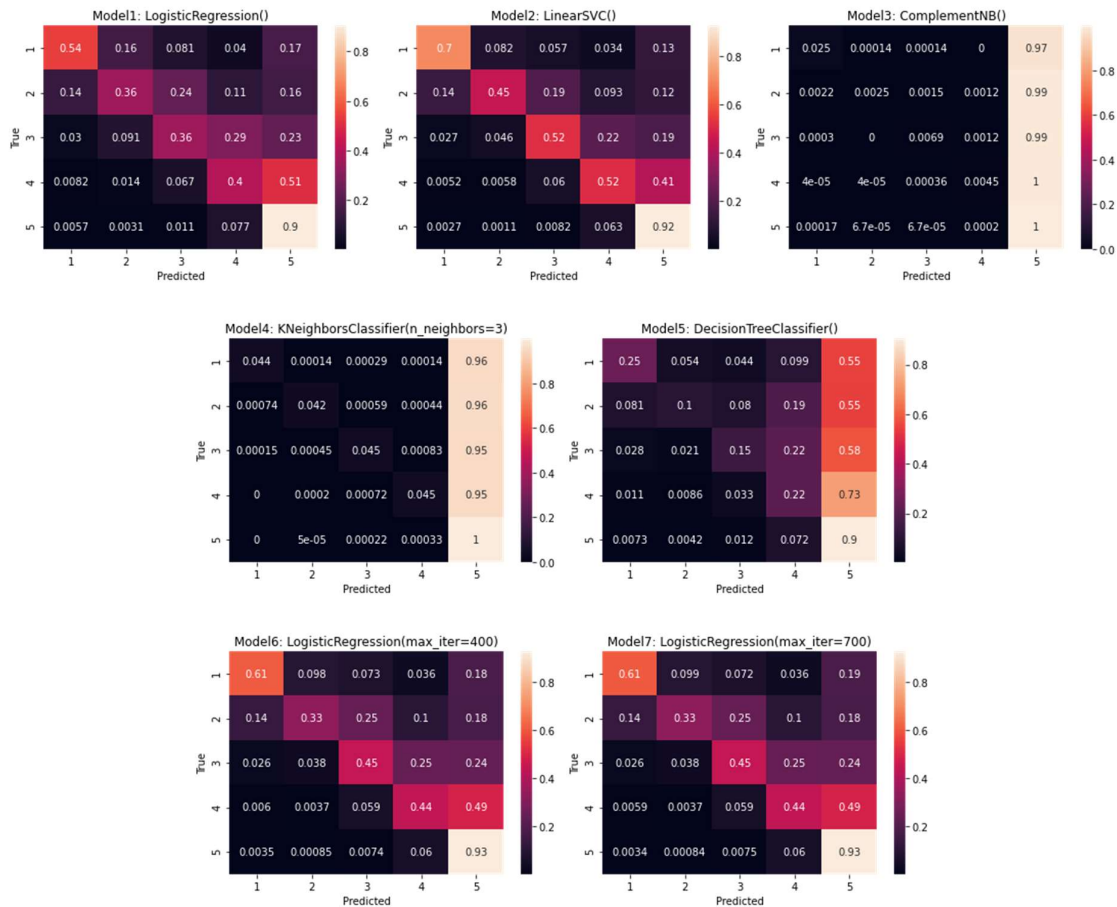 Model1: LogisticRegression()
1 0.54 0.16 0.081 0.04 0.17
0.8
2 0.14 0.36 0.24 0.11 0.16
0.6
True
3 0.03 0.091 0.36 0.29 0.23
0.4
4 0.0082 0.014 0.067 0.4 0.51
0.2
5 0.0057 0.0031 0.011 0.077 0.9
1 2 3 4 5
Predicted
Model2: LinearSVC()
1 0.7 0.082 0.057 0.034 0.13
0.8
2 0.14 0.45 0.19 0.093 0.12
0.6
True
3 0.027 0.046 0.52 0.22 0.19
0.4
4 0.0052 0.0058 0.06 0.52 0.41
0.2
5 0.0027 0.0011 0.0082 0.063 0.92
1 2 3 4 5
Predicted
Model3: ComplementNB()
1 0.025 0.00014 0.00014 0 0.97
0.8
2 0.0022 0.0025 0.0015 0.0012 0.99
0.6
True
3 0.0003 0 0.0069 0.0012 0.99
0.4
4 4e-05 4e-05 0.00036 0.0045 1
0.2
5 0.00017 6.7e-05 6.7e-05 0.0002 1
0.0
1 2 3 4 5
Predicted
Model4: KNeighborsClassifier(n_neighbors=3)
1 0.044 0.00014 0.00029 0.00014 0.96
0.8
2 0.00074 0.042 0.00059 0.00044 0.96
0.6
True
3 0.00015 0.00045 0.045 0.00083 0.95
0.4
4 0 0.0002 0.00072 0.045 0.95
0.2
5 0 5e-05 0.00022 0.00033 1
0.0
1 2 3 4 5
Predicted
Model5: DecisionTreeClassifier()
1 0.25 0.054 0.044 0.099 0.55
0.8
2 0.081 0.1 0.08 0.19 0.55
0.6
True
3 0.028 0.021 0.15 0.22 0.58
0.4
4 0.011 0.0086 0.033 0.22 0.73
0.2
5 0.0073 0.0042 0.012 0.072 0.9
1 2 3 4 5
Predicted
Model6: LogisticRegression(max_iter=400)
1 0.61 0.098 0.073 0.036 0.18
0.8
2 0.14 0.33 0.25 0.1 0.18
0.6
True
3 0.026 0.038 0.45 0.25 0.24
0.4
4 0.006 0.0037 0.059 0.44 0.49
0.2
5 0.0035 0.00085 0.0074 0.06 0.93
1 2 3 4 5
Predicted
Model7: LogisticRegression(max_iter=700)
1 0.61 0.099 0.072 0.036 0.19
0.8
2 0.14 0.33 0.25 0.1 0.18
0.6
True
3 0.026 0.038 0.45 0.25 0.24
0.4
4 0.0059 0.0037 0.059 0.44 0.49
0.2
5 0.0034 0.00084 0.0075 0.06 0.93
1 2 3 4 5
Predicted